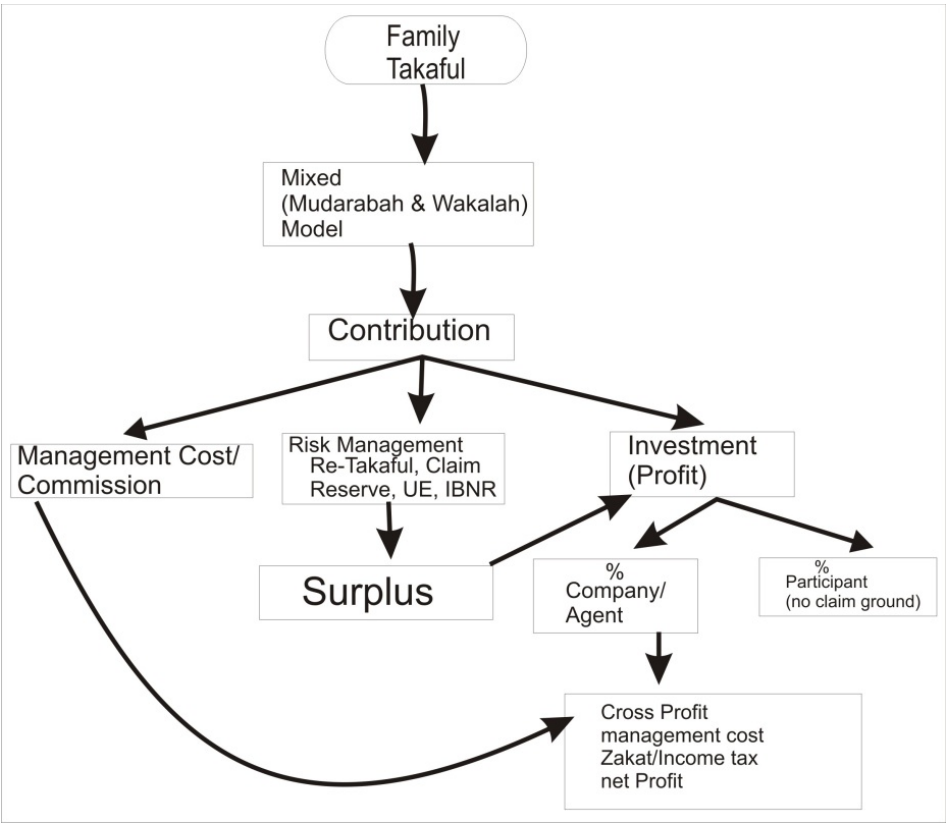 Family
Takaful
Mixed
(Mudarabah & Wakalah)
Model
Contribution
Management Cost/
Commission
Risk Management
Re-Takaful, Claim
Reserve, UE, IBNR
Investment
(Profit)
Surplus
%
Company/
Agent
%
Participant
(no claim ground)
Cross Profit
management cost
Zakat/Income tax
net Profit